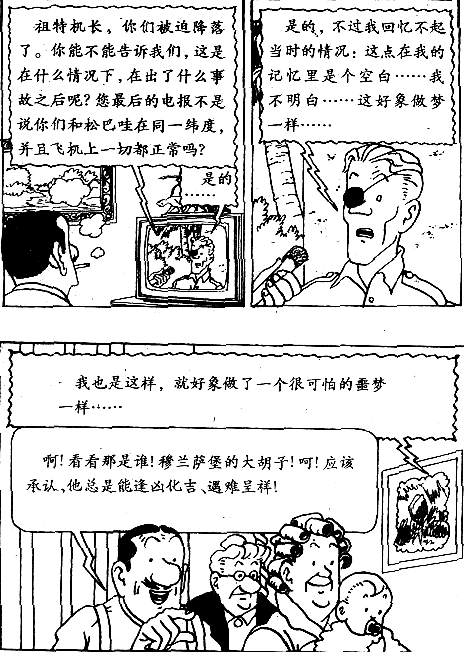 祖特机长。你们被迫降落
了。你能不能告诉我们，这是
在什么情况下，在出了什么事
故之后呢？您最后的电报不是
说你们和松巴哇在同一纬度，
并且飞机上一切都正常吗？
是的
……
是的，不过我回忆不起
当时的情况：这点在我的
记忆里是个空白……我
不明白……这好象做梦
一样……
我也是这样，就好象做了一个很可怕的噩梦
一样……
啊！看看那是谁！穆兰萨堡的大胡子！呵！应该
承认，他总是能逢凶化吉、遇难呈祥！